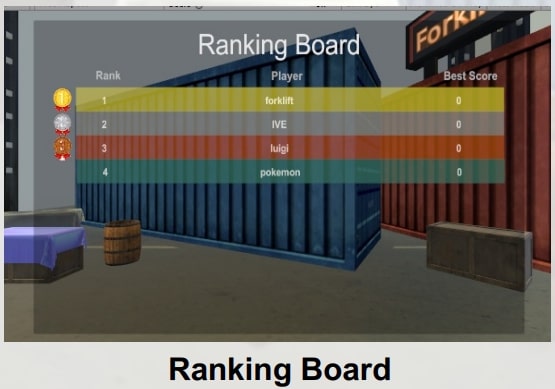 Forkli
Ranking Board
Rank Player Best Score
1 forklift 0
2 IVE 0
3 luigi 0
4 pokemon 0
Ranking Board